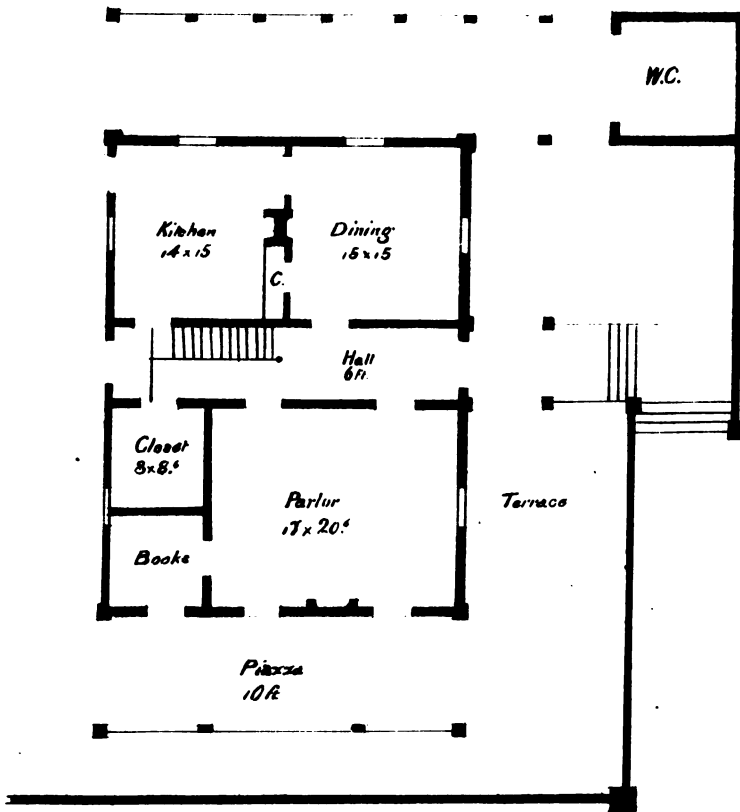 W.C.
Kitchen
14 x 15
Dining
15 x 15
C.
Hall
6 ft.
Closet
8 x 8.6
Parlor
17 x 20.6
Terrace
Books
Piazza
10 ft